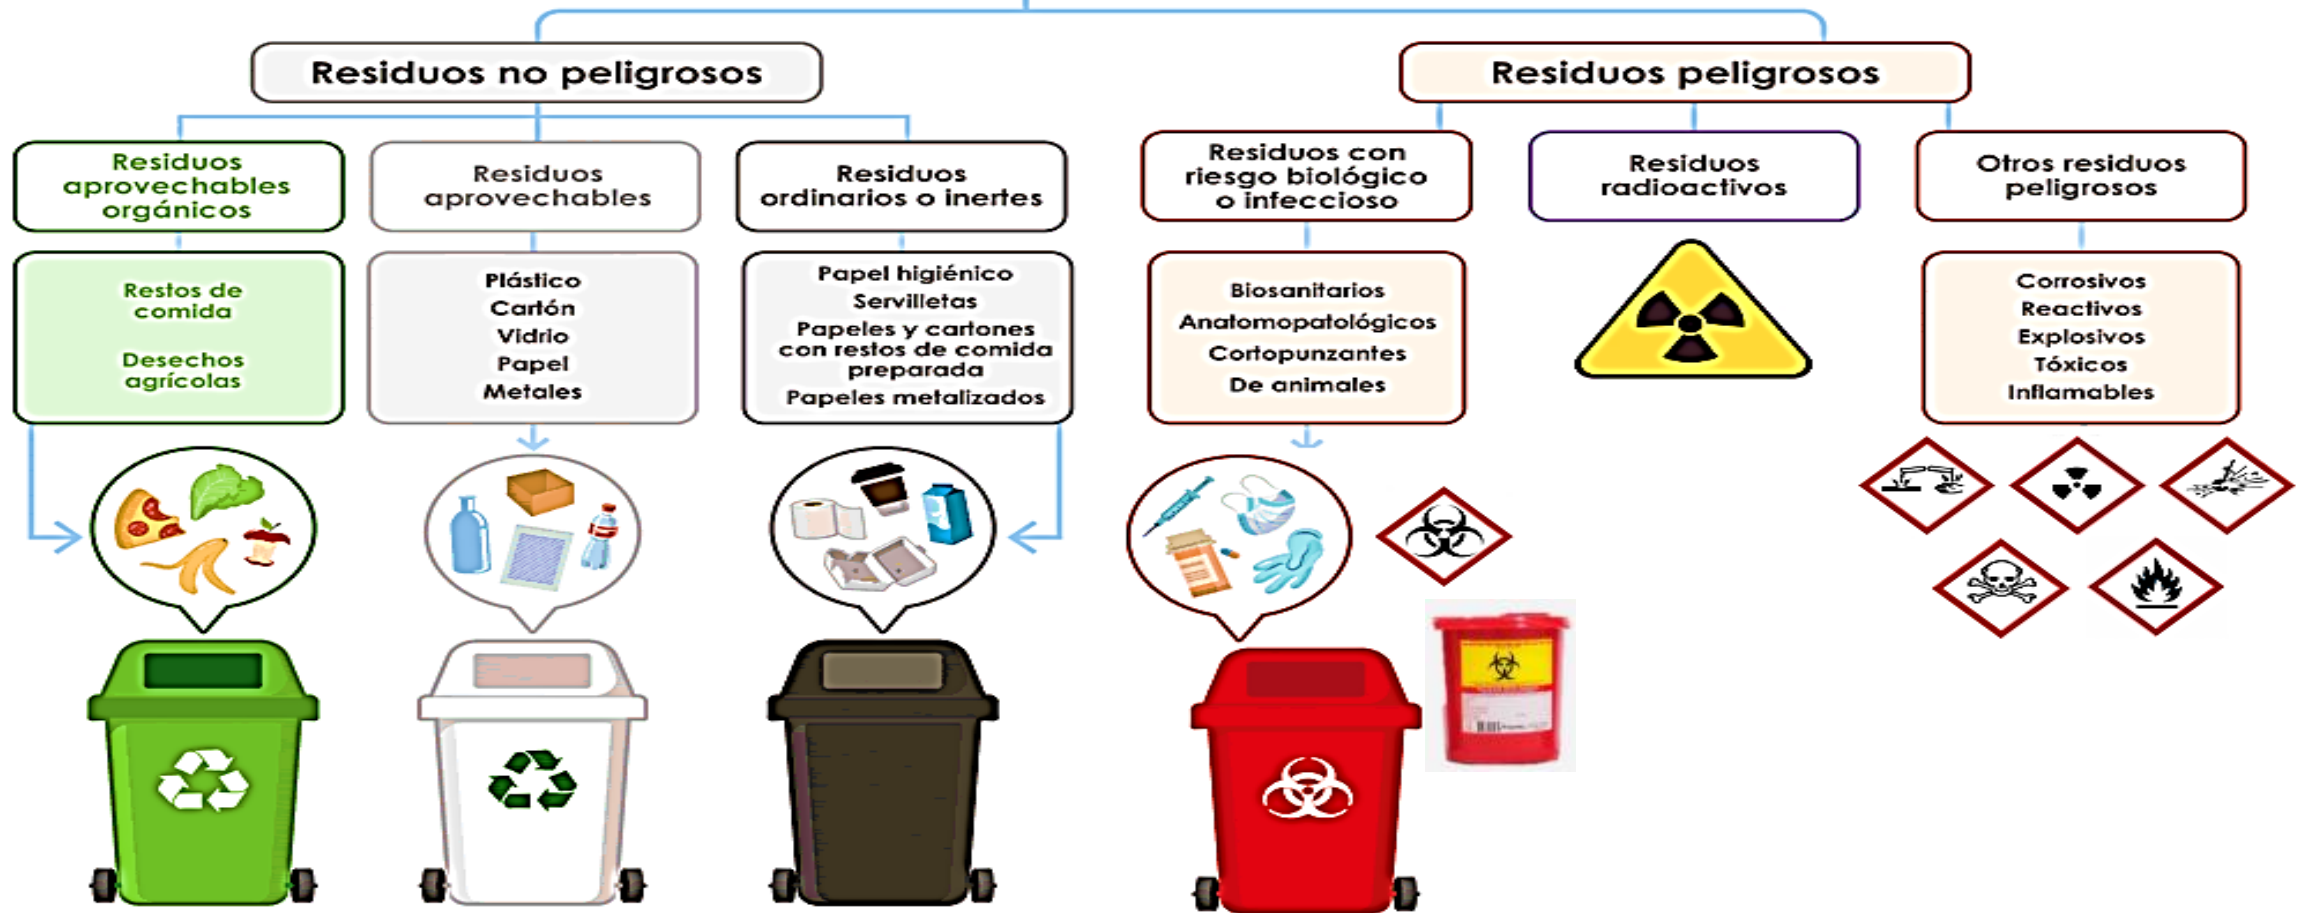 Residuos no peligrosos
Residuos peligrosos
Residuos
aprovechables
orgánicos
Residuos
aprovechables
Residuos
ordinarios o inertes
Residuos con
riesgo biológico
o infeccioso
Residuos
radioactivos
Otros residuos
peligrosos
Restos de
comida
Desechos
agrícolas
Plástico
Cartón
Vidrio
Papel
Metales
Papel higiénico
Servilletas
Papeles y cartones
con restos de comida
preparada
Papeles metalizados
Biosanitarios
Anatomopatológicos
Cortopunzantes
De animales
Corrosivos
Reactivos
Explosivos
Tóxicos
Inflamables